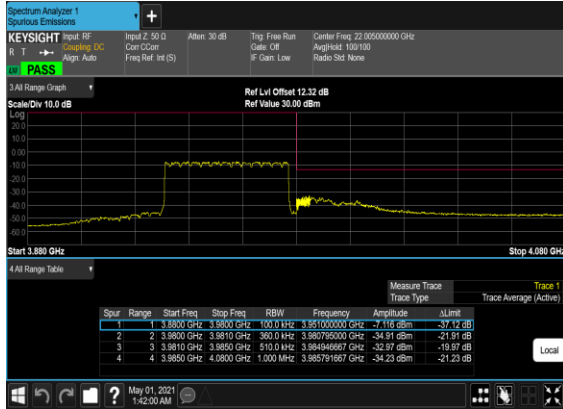 Spectrum Analyzer 1
Spurious Emissions
KEYSIGHT Input: RF Input Z: 50 Ω Atten: 30 dB Trig: Free Run Center Freq: 22.005000000 GHz
R T Coupling: DC Corr CCorr Gate: Off Avg|Hold: 100/100
Align: Auto Freq Ref: Int (S) IF Gain: Low Radio Std: None
PASS
3 All Range Graph
Ref Lvl Offset 12.32 dB
Scale/Div 10.0 dB Ref Value 30.00 dBm
Log
20.0
10.0
0.00
-10.0
-20.0
-30.0
-40.0
-50.0
-60.0
Start 3.880 GHz Stop 4.080 GHz
4 All Range Table
Measure Trace Trace 1
Trace Type Trace Average (Active)
Spur Range Start Freq Stop Freq RBW Frequency Amplitude ΔLimit
1 1 3.8800 GHz 3.9800 GHz 100.0 kHz 3.951000000 GHz -7.116 dBm -37.12 dB
2 2 3.9800 GHz 3.9810 GHz 360.0 kHz 3.980795000 GHz -34.91 dBm -21.91 dB
3 3 3.9810 GHz 3.9850 GHz 510.0 kHz 3.984946667 GHz -32.97 dBm -19.97 dB
4 4 3.9850 GHz 4.0800 GHz 1.000 MHz 3.985791667 GHz -34.23 dBm -21.23 dB
Local
May 01, 2021
1:42:00 AM